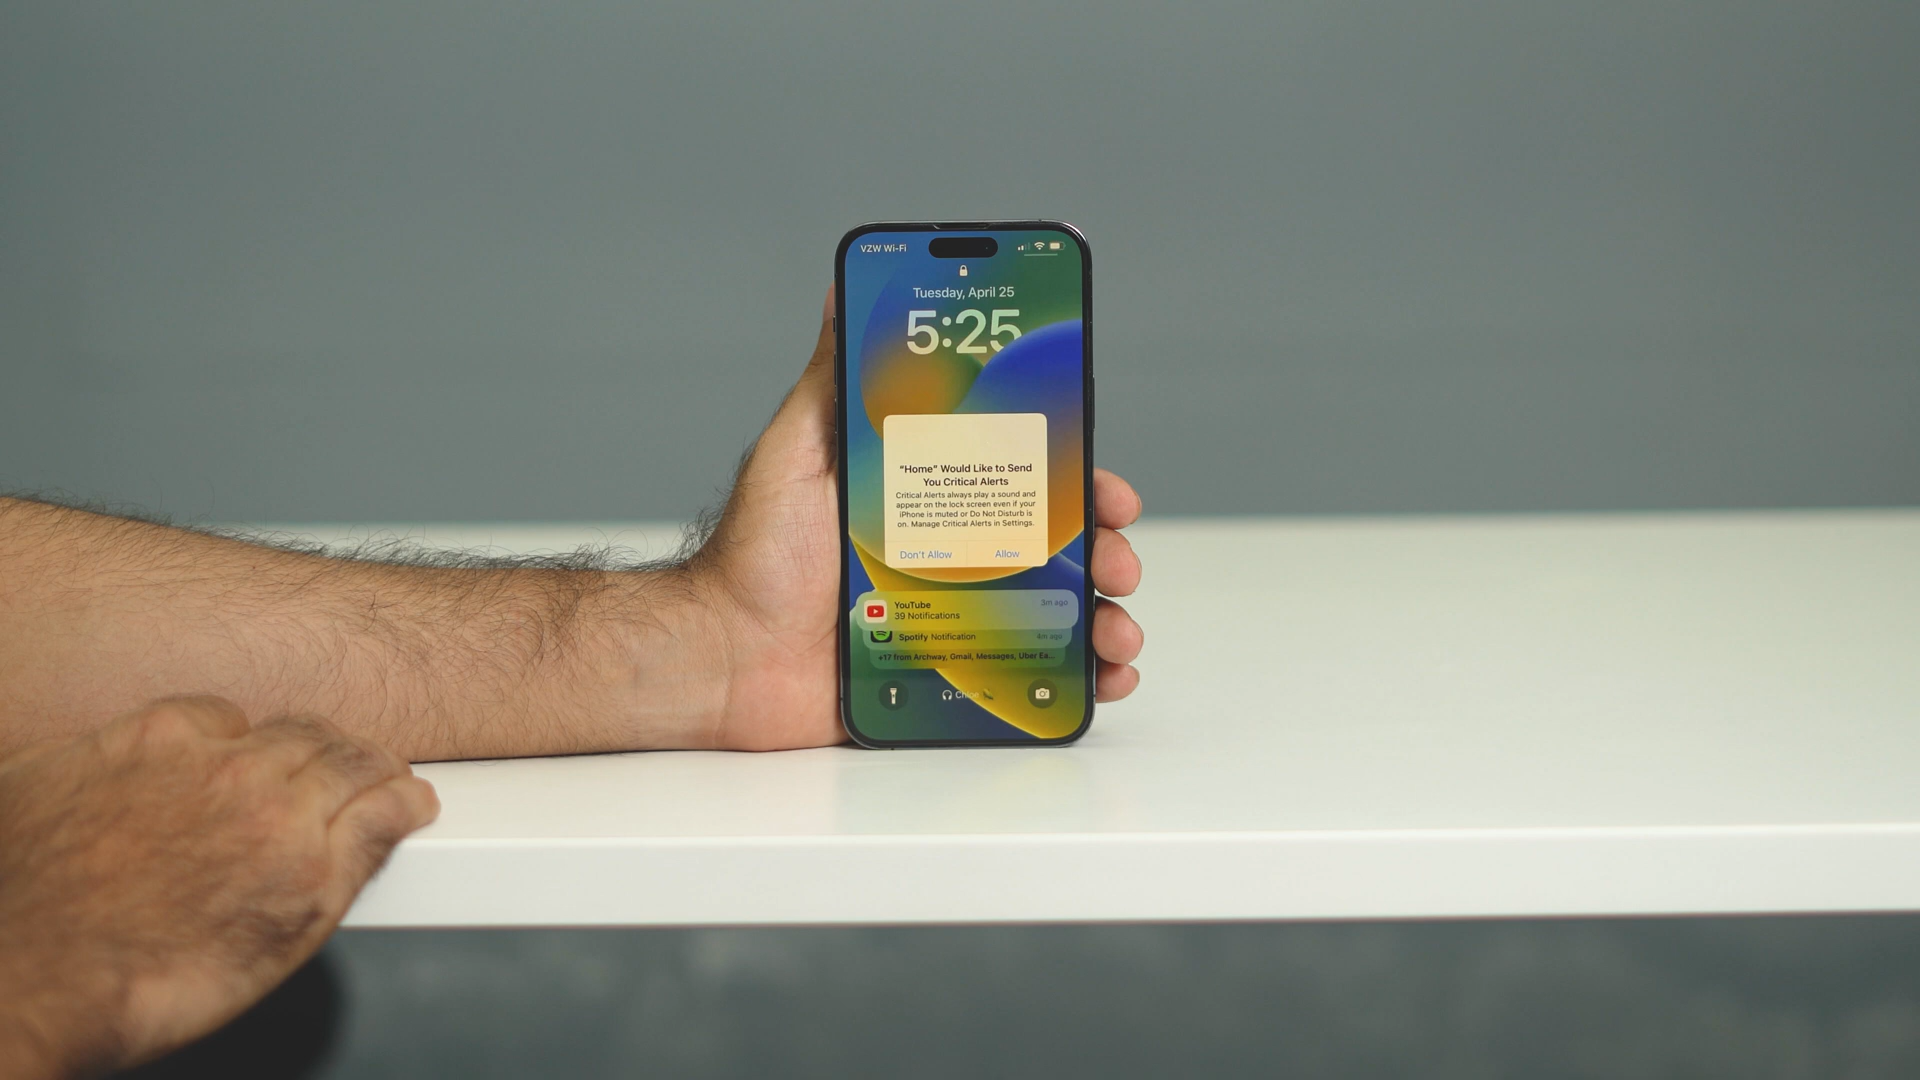 VZW Wi-Fi
Tuesday, April 25
5:25
“Home” Would Like to Send
You Critical Alerts
Critical Alerts always play a sound and
appear on the lock screen even if your
iPhone is muted or Do Not Disturb is
on. Manage Critical Alerts in Settings.
Don't Allow Allow
YouTube 3m ago
39 Notifications
Spotify Notification 4m ago
+17 from Archway, Gmail, Messages, Uber Ea...